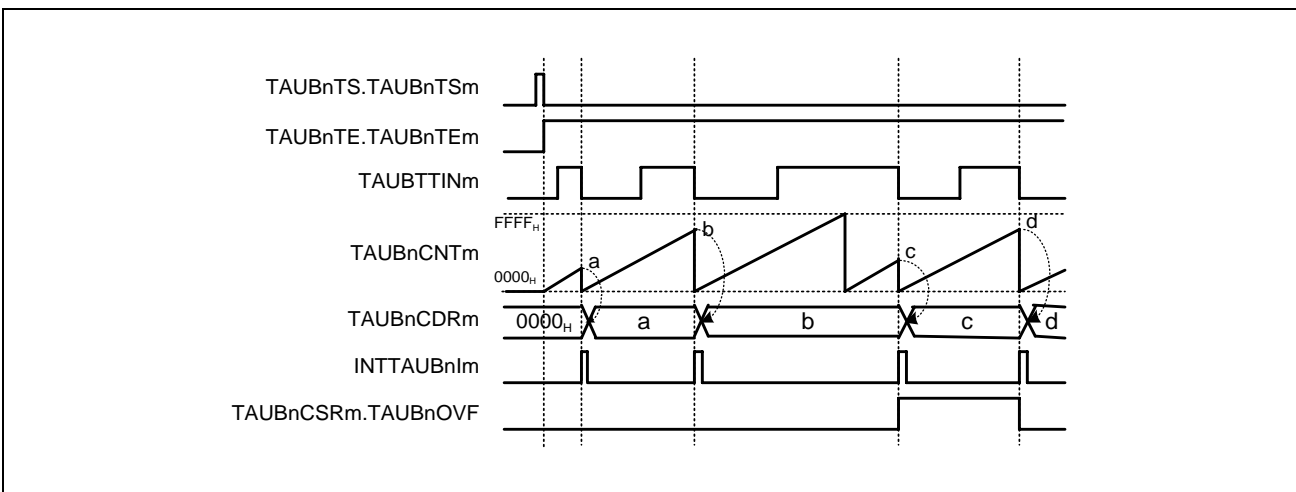 TAUBnTS.TAUBnTSm
TAUBnTE.TAUBnTEm
TAUBTTINm
FFFFH
TAUBnCNTm
0000H
a
b
c
d
TAUBnCDRm
0000H
a
b
c
d
INTTAUBnIm
TAUBnCSRm.TAUBnOVF